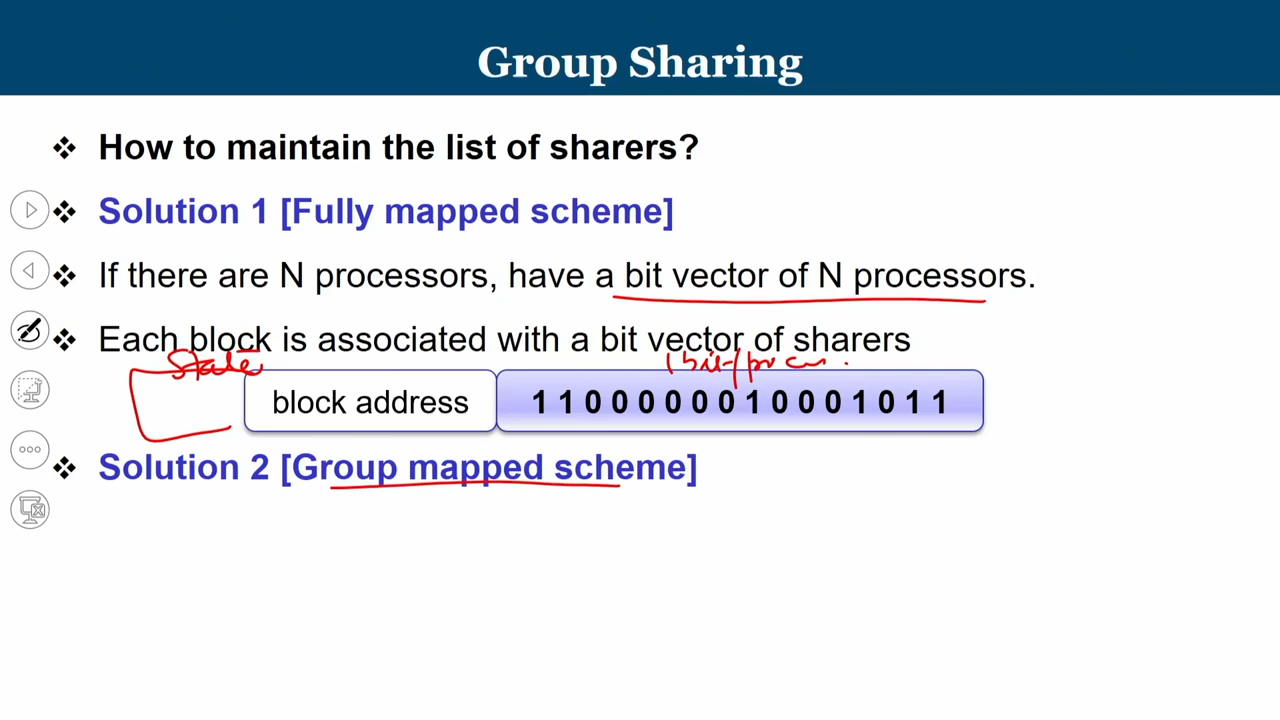 Group Sharing
❖ How to maintain the list of sharers?
❖ Solution 1 [Fully mapped scheme]
❖ If there are N processors, have a bit vector of N processors.
❖ Each block is associated with a bit vector of sharers
State 1 bit/
block address 1 1 0 0 0 0 0 0 1 0 0 0 1 0 1 1
❖ Solution 2 [Group mapped scheme]